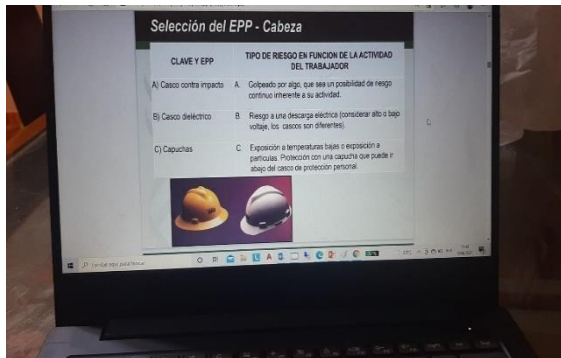 Selección del EPP - Cabeza
CLAVE Y EPP
TIPO DE RIESGO EN FUNCION DE LA ACTIVIDAD
DEL TRABAJADOR
A) Casco contra impacto
A. Golpeado por algo, que sea un posibilidad de riesgo
continuo inherente a su actividad.
B) Casco dieléctrico
B Riesgo a una descarga eléctrica (considerar alto o bajo
voltaje, los cascos son diferentes).
C) Capuchas
C Exposición a temperaturas bajas o exposición a
partículas. Protección con una capucha que puede ir
abajo del casco de protección personal.